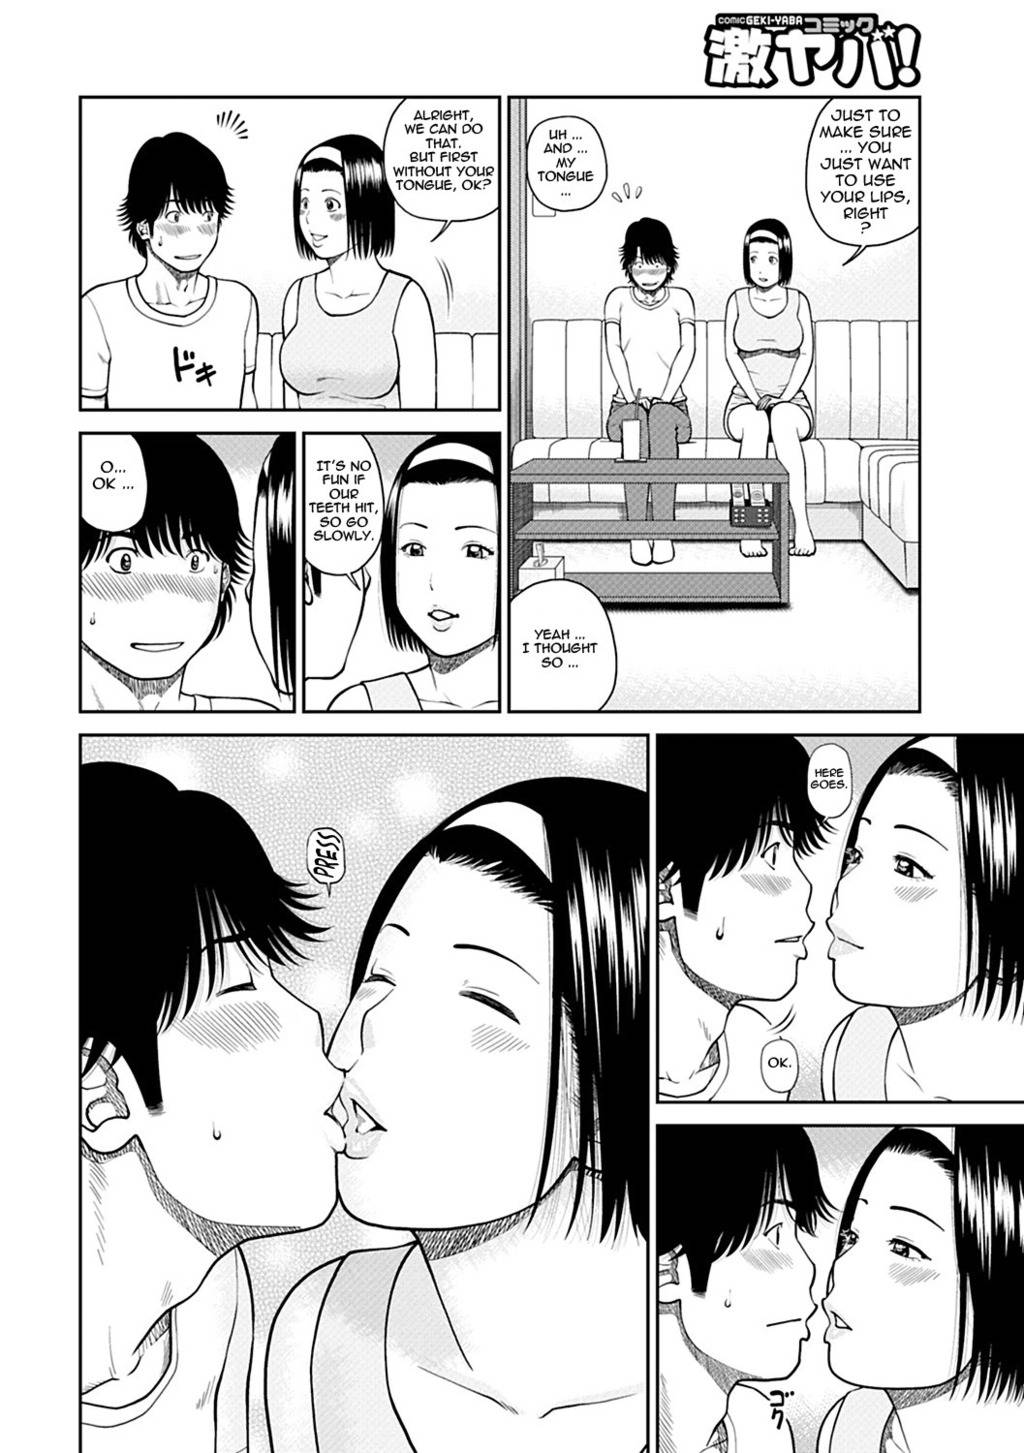 COMIC GEKI-YABA コミック
激ヤバ!
JUST TO
MAKE SURE
... YOU
JUST WANT
TO USE
YOUR LIPS,
RIGHT
?
UH ...
AND ...
MY
TONGUE
...
YEAH ...
I THOUGHT
SO ...
ALRIGHT,
WE CAN DO
THAT.
BUT FIRST
WITHOUT YOUR
TONGUE, OK?
ドキ
IT'S NO
FUN IF
OUR
TEETH HIT,
SO GO
SLOWLY.
O...
OK ...
HERE
GOES.
OK.
ゴク
PRESS